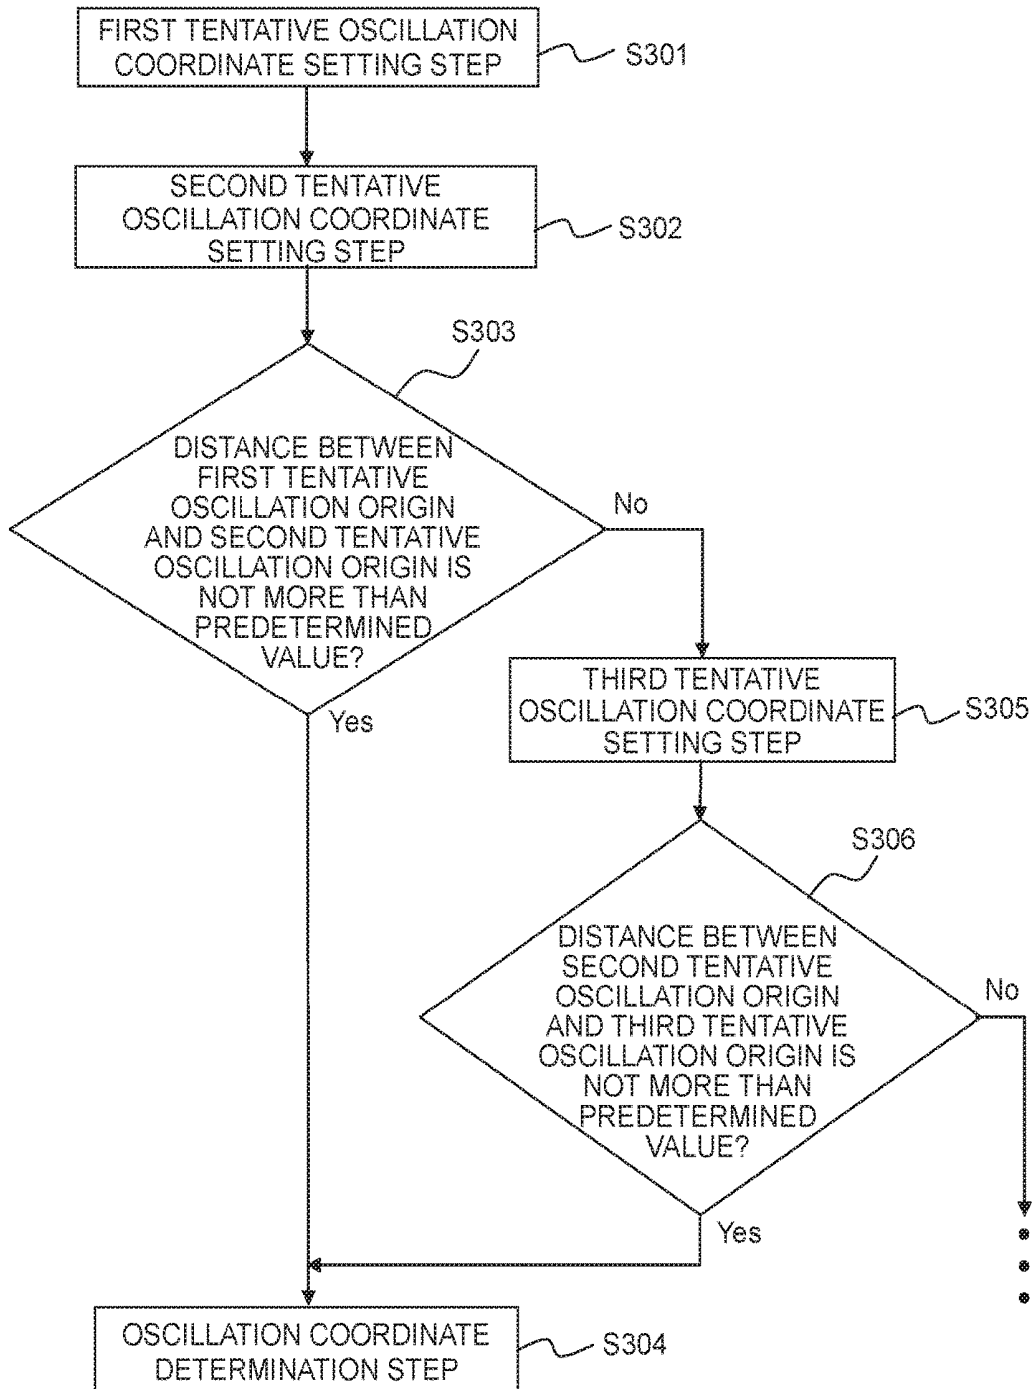 FIRST TENTATIVE OSCILLATION
COORDINATE SETTING STEP
S301
SECOND TENTATIVE
OSCILLATION COORDINATE
SETTING STEP
S302
S303
DISTANCE BETWEEN
FIRST TENTATIVE
OSCILLATION ORIGIN
AND SECOND TENTATIVE
OSCILLATION ORIGIN IS
NOT MORE THAN
PREDETERMINED
VALUE?
No
Yes
THIRD TENTATIVE
OSCILLATION COORDINATE
SETTING STEP
S305
S306
DISTANCE BETWEEN
SECOND TENTATIVE
OSCILLATION ORIGIN
AND THIRD TENTATIVE
OSCILLATION ORIGIN IS
NOT MORE THAN
PREDETERMINED
VALUE?
No
Yes
OSCILLATION COORDINATE
DETERMINATION STEP
S304